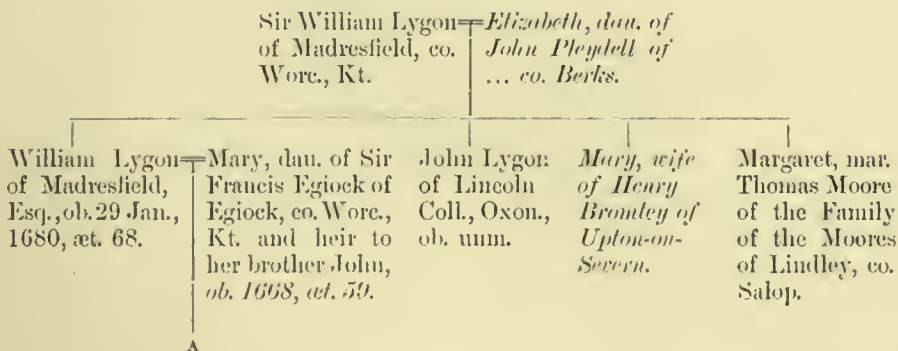 Sir William Lygon
of Madresfield, co.
Worc., Kt.
Elizabeth, dau. of
John Pleydell of
... co. Berks.
William Lygon
of Madresfield,
Esq., ob. 29 Jan.,
1680, æt. 68.
Mary, dau. of Sir
Francis Egiock of
Egiock, co. Worc.,
Kt. and heir to
her brother John,
ob. 1668, æt. 59.
John Lygon
of Lincoln
Coll., Oxon.,
ob. unm.
Mary, wife
of Henry
Bromley of
Upton-on-
Severn.
Margaret, mar.
Thomas Moore
of the Family
of the Moores
of Lindley, co.
Salop.
A